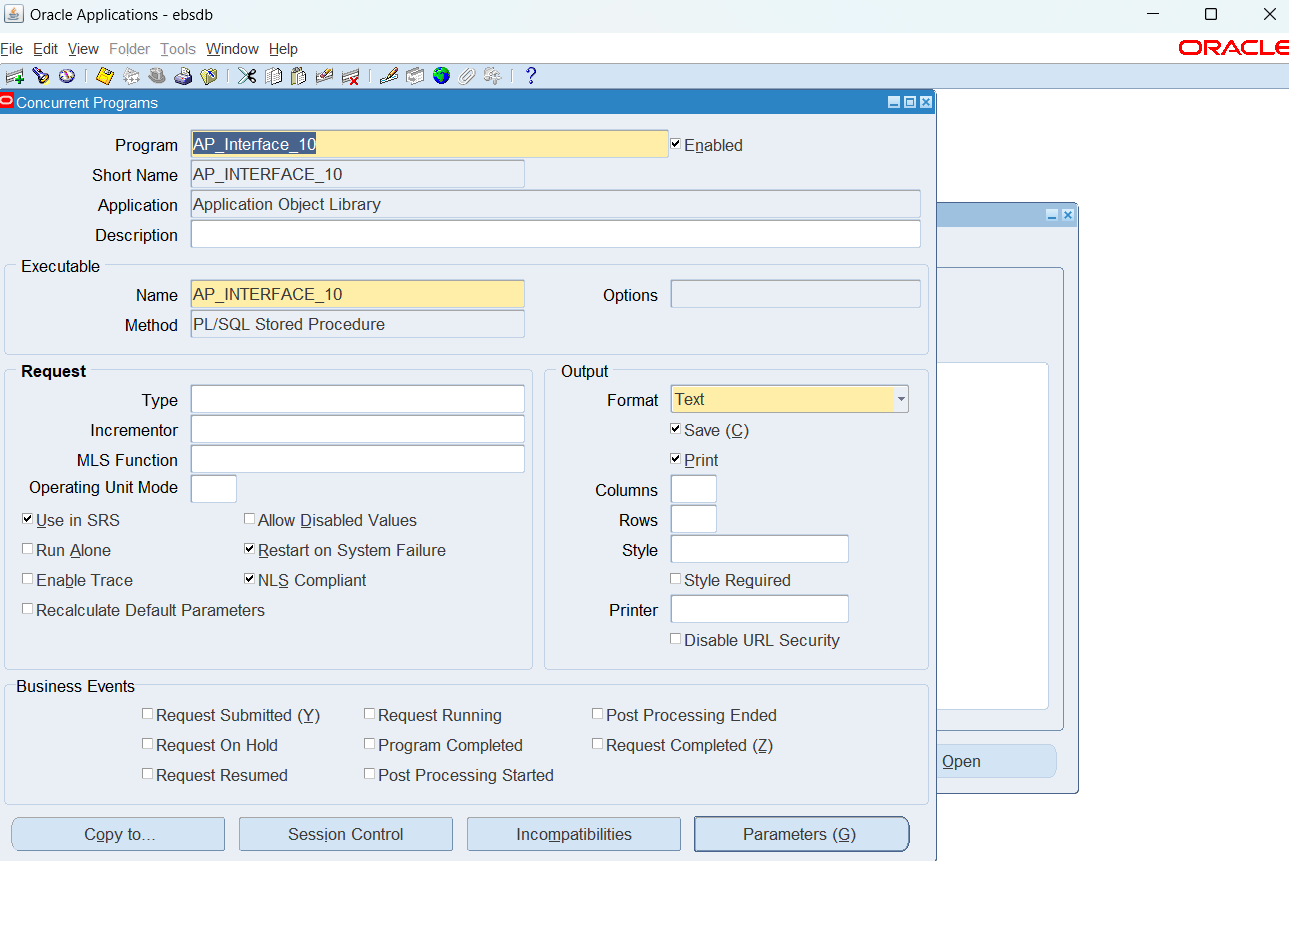 Oracle Applications - ebsdb
File Edit View Folder Tools Window Help
ORACLE
Concurrent Programs
Program AP_Interface_10 Enabled
Short Name AP_INTERFACE_10
Application Application Object Library
Description
Executable
Name AP_INTERFACE_10 Options
Method PL/SQL Stored Procedure
Request Output
Type Format Text
Incrementor Save (C)
MLS Function Print
Operating Unit Mode Columns
Use in SRS Allow Disabled Values Rows
Run Alone Restart on System Failure Style
Enable Trace NLS Compliant Style Required
Recalculate Default Parameters Printer
Disable URL Security
Business Events
Request Submitted (Y) Request Running Post Processing Ended
Request On Hold Program Completed Request Completed (Z)
Request Resumed Post Processing Started
Open
Copy to... Session Control Incompatibilities Parameters (G)